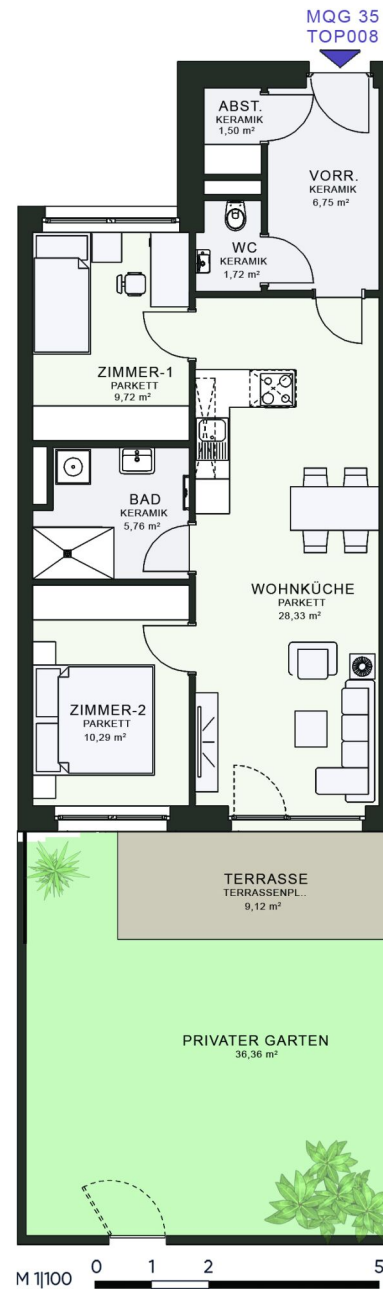 MQG 35
TOP008
ABST.
KERAMIK
1,50 m²
VORR.
KERAMIK
6,75 m²
WC
KERAMIK
1,72 m²
ZIMMER-1
PARKETT
9,72 m²
BAD
KERAMIK
5,76 m²
WOHNKÜCHE
PARKETT
28,33 m²
ZIMMER-2
PARKETT
10,29 m²
TERRASSE
TERRASSENPL..
9,12 m²
PRIVATER GARTEN
36,36 m²
M 1|100 0 1 2 5